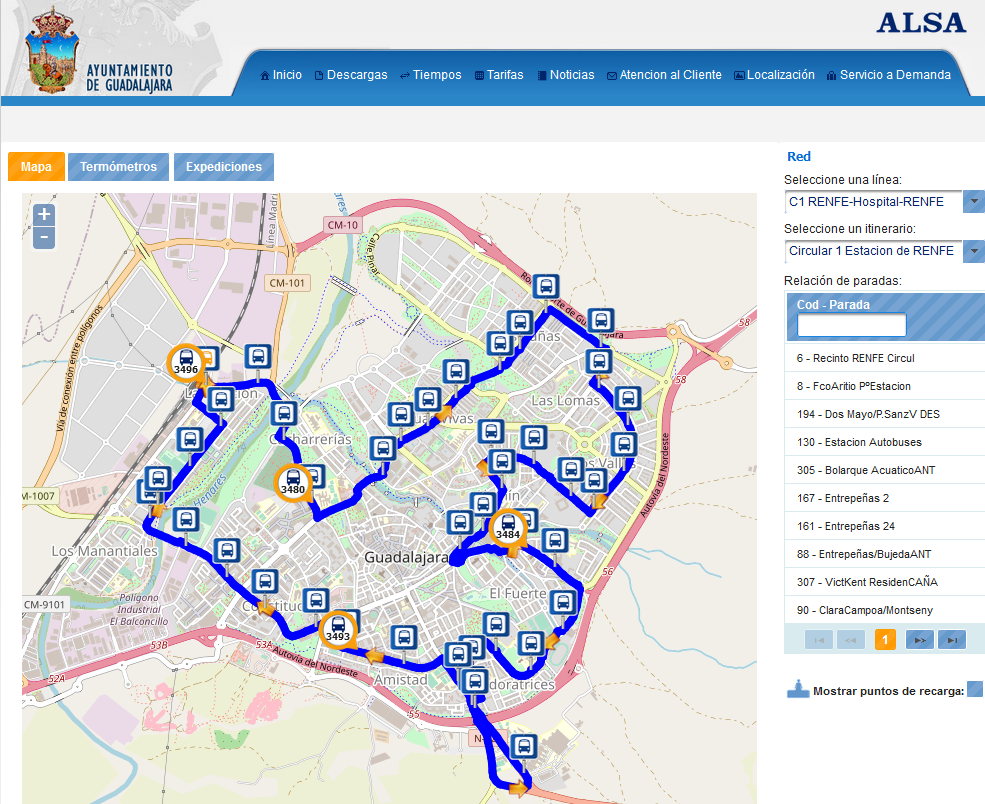 ALSA
AYUNTAMIENTO
DE GUADALAJARA
Inicio Descargas Tiempos Tarifas Noticias Atencion al Cliente Localización Servicio a Demanda
Mapa Termómetros Expediciones
Red
Seleccione una línea:
C1 RENFE-Hospital-RENFE
Seleccione un itinerario:
Circular 1 Estacion de RENFE
Relación de paradas:
Cod - Parada
6 - Recinto RENFE Circul
8 - FcoAritio PºEstacion
194 - Dos Mayo/P.SanzV DES
130 - Estacion Autobuses
305 - Bolarque AcuaticoANT
167 - Entrepeñas 2
161 - Entrepeñas 24
88 - Entrepeñas/BujedaANT
307 - VictKent ResidenCAÑA
90 - ClaraCampoa/Montseny
1
Mostrar puntos de recarga:
+
-
CM-10
Calle Pinar
CM-101
Vía de conexión entre polígonos
58
58
3496
Las Lomas
3480
Henares
Autovía del Nordeste
CM-1007
3484
Los Manantiales
Guadalajara
56
El Fuerte
Polígono
Industrial
El Balconcillo
CM-9101
3493
53B
53A
Autovía del Nordeste
52A
Amistad
55